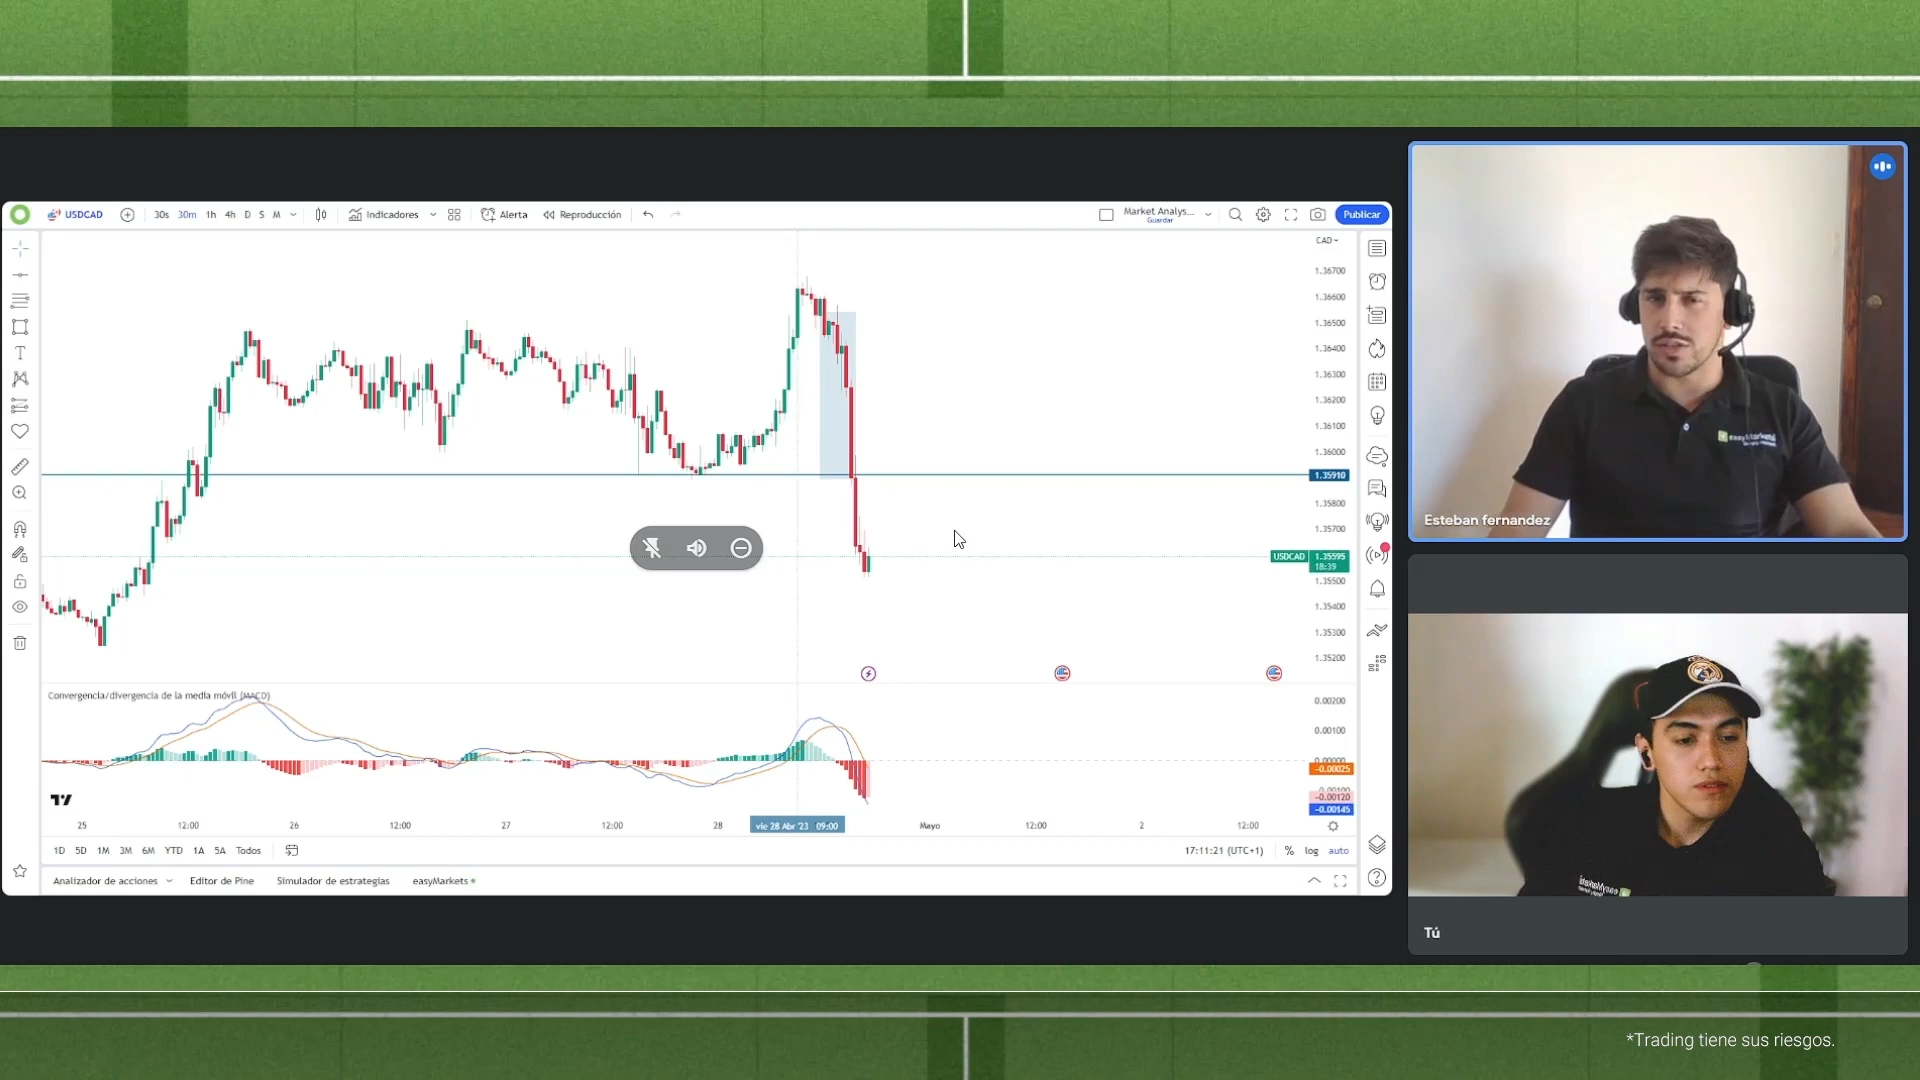 USDCAD
30s 30m 1h 4h D S M
Indicadores
Alerta
Reproducción
Market Analys...
Guardar
Publicar
CAD
1.36700
1.36600
1.36500
1.36400
1.36300
1.36200
1.36100
1.36000
1.35910
1.35800
1.35700
USDCAD 1.35595
18:39
1.35500
1.35400
1.35300
1.35200
Convergencia/divergencia de la media móvil (MACD)
0.00200
0.00100
0.00000
−0.00025
−0.00120
−0.00145
25 12:00 26 12:00 27 12:00 28 vie 28 Abr '23 09:00 Mayo 12:00 2 12:00
1D 5D 1M 3M 6M YTD 1A 5A Todos
17:11:21 (UTC+1) % log auto
Analizador de acciones Editor de Pine Simulador de estrategias easyMarkets
Esteban fernandez
Tú
*Trading tiene sus riesgos.